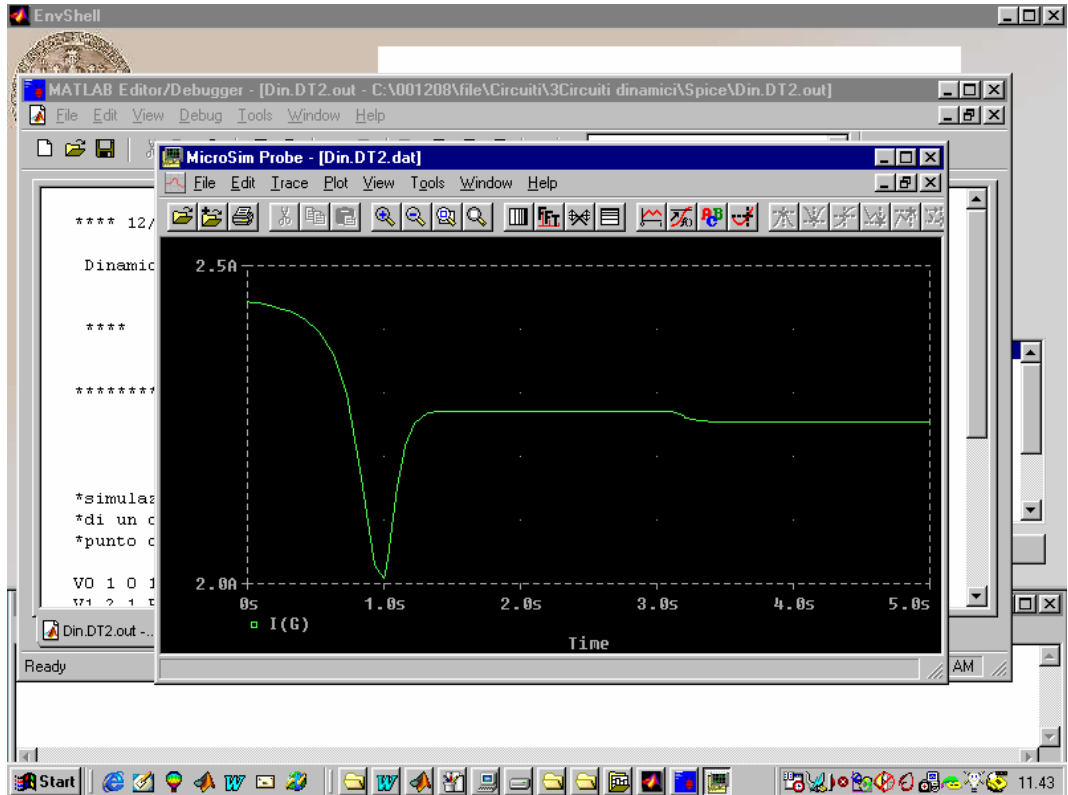 EnvShell
MATLAB Editor/Debugger - [Din.DT2.out - C:\001208\file\Circuiti\3Circuiti dinamici\Spice\Din.DT2.out]
File Edit View Debug Tools Window Help
MicroSim Probe - [Din.DT2.dat]
File Edit Trace Plot View Tools Window Help
FFT
ABC
**** 12/
Dinamic
****
*********
*simulaz
*di un c
*punto c
V0 1 0 1
2.5A
2.0A
0s 1.0s 2.0s 3.0s 4.0s 5.0s
I(G)
Time
Din.DT2.out -...
Ready
AM
Start
11.43